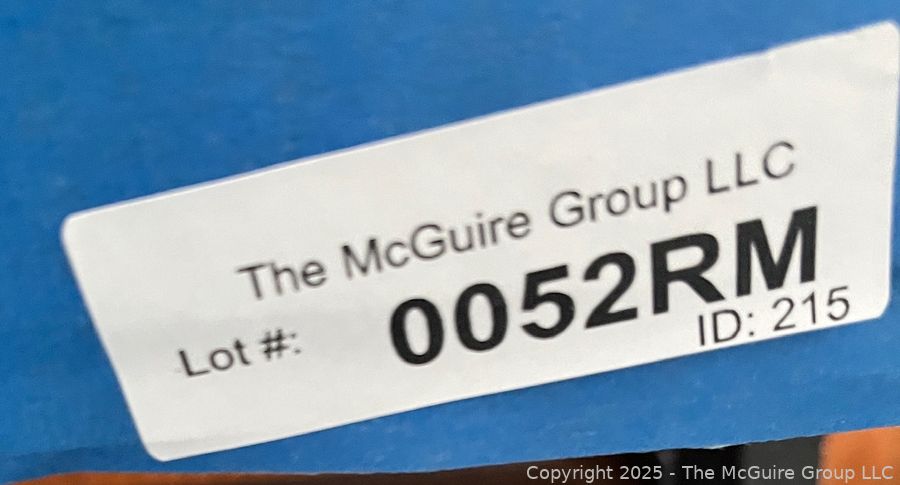 The McGuire Group LLC
Lot #: 0052RM
ID: 215
Copyright 2025 - The McGuire Group LLC